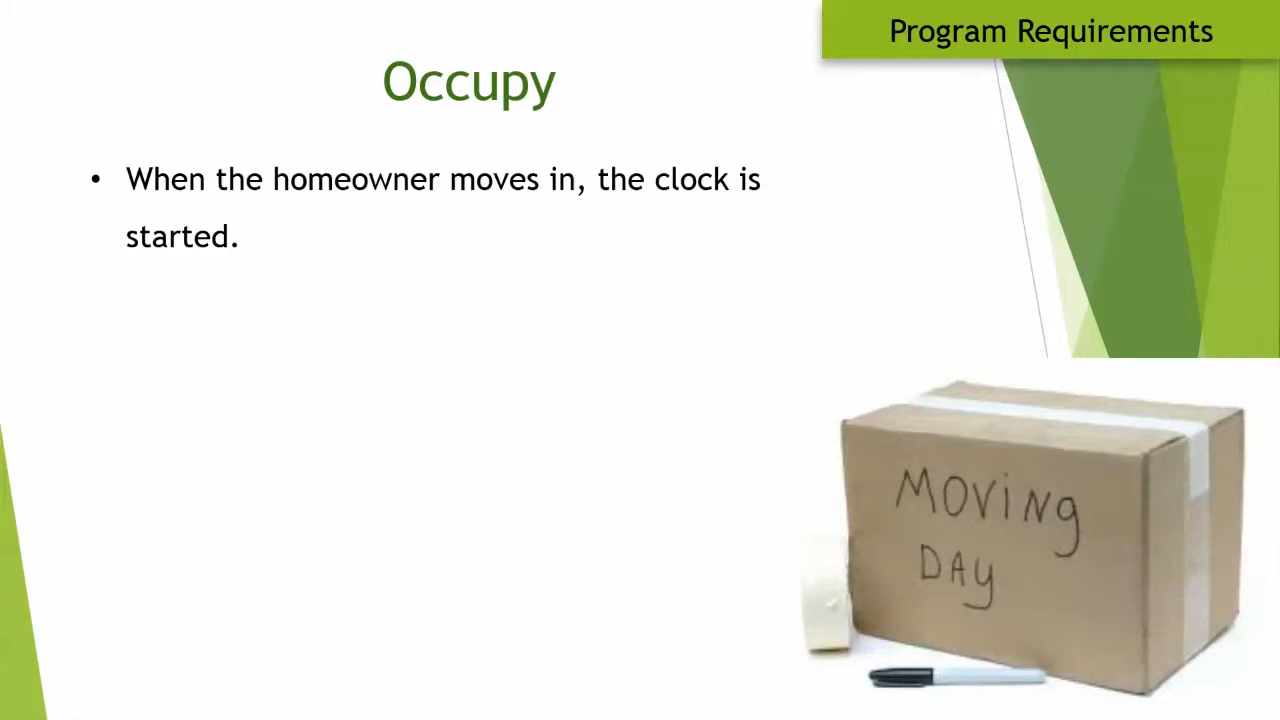 Program Requirements
Occupy
• When the homeowner moves in, the clock is
started.
MOVING
DAY